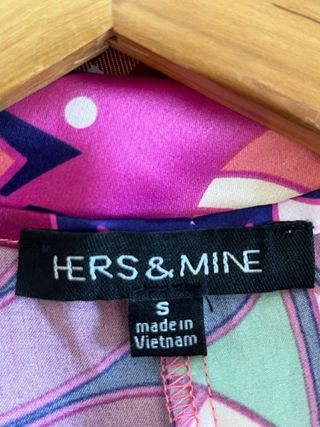 HERS & MINE
S
made in
Vietnam